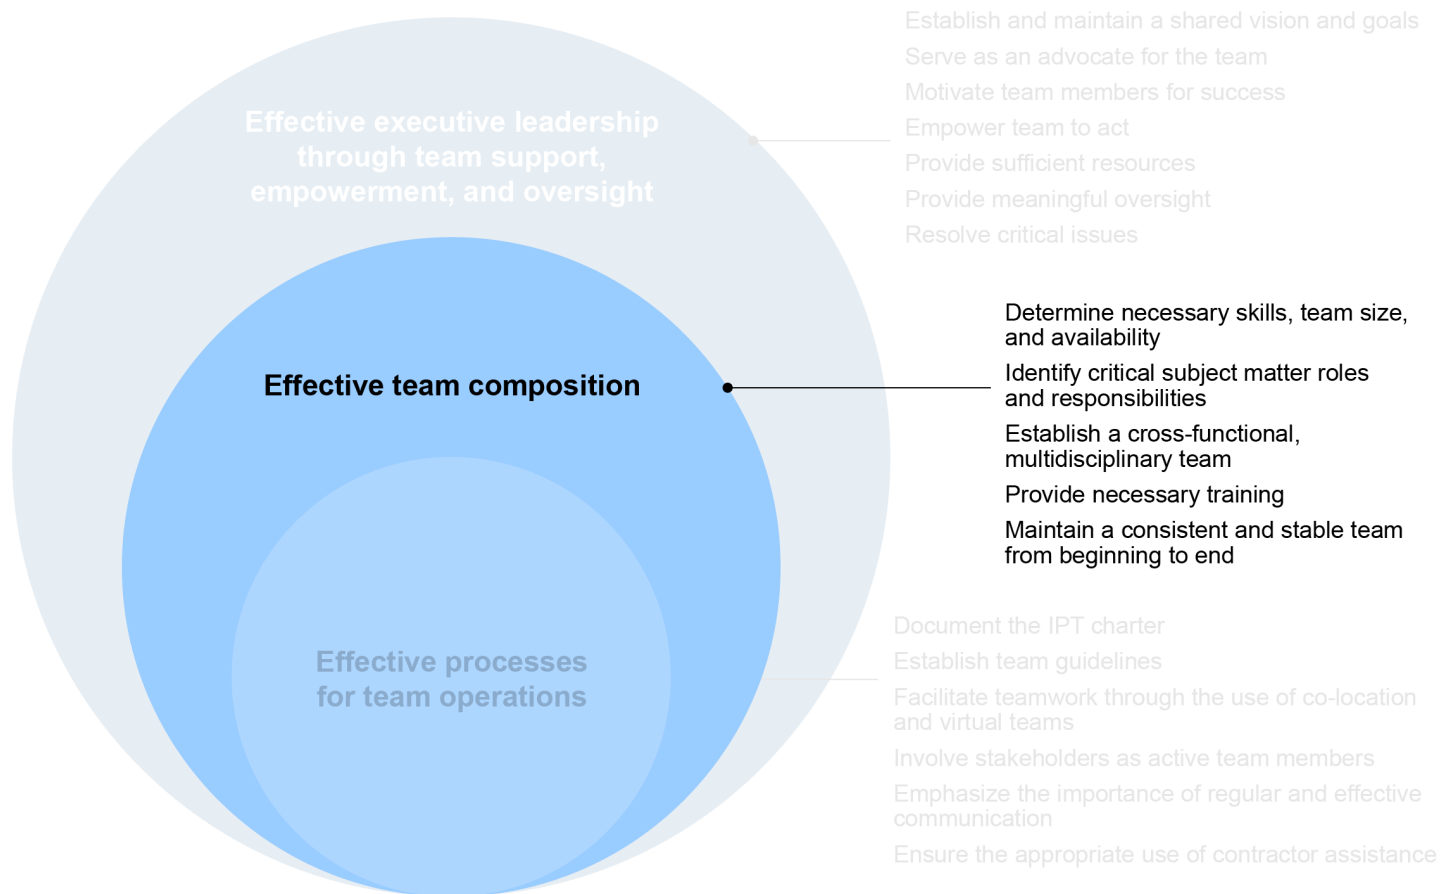 Establish and maintain a shared vision and goals
Serve as an advocate for the team
Motivate team members for success
Empower team to act
Provide sufficient resources
Provide meaningful oversight
Resolve critical issues
Effective executive leadership
through team support,
empowerment, and oversight
Determine necessary skills, team size,
and availability
Identify critical subject matter roles
and responsibilities
Establish a cross-functional,
multidisciplinary team
Provide necessary training
Maintain a consistent and stable team
from beginning to end
Effective team composition
Document the IPT charter
Establish team guidelines
Facilitate teamwork through the use of co-location
and virtual teams
Involve stakeholders as active team members
Emphasize the importance of regular and effective
communication
Ensure the appropriate use of contractor assistance
Effective processes
for team operations